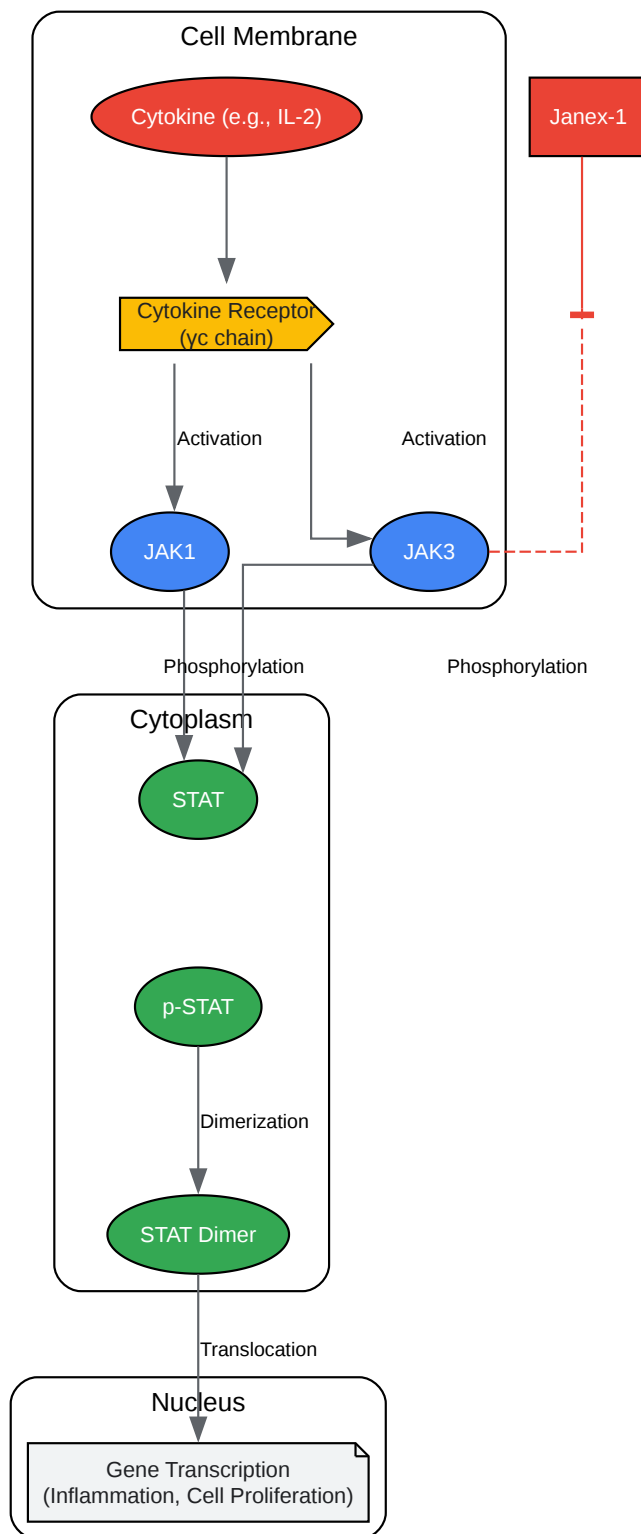 Cell Membrane
Cytokine (e.g., IL-2)
Janex-1
Cytokine Receptor
(γc chain)
Activation
Activation
JAK1
JAK3
Phosphorylation
Phosphorylation
Cytoplasm
STAT
p-STAT
Dimerization
STAT Dimer
Translocation
Nucleus
Gene Transcription
(Inflammation, Cell Proliferation)